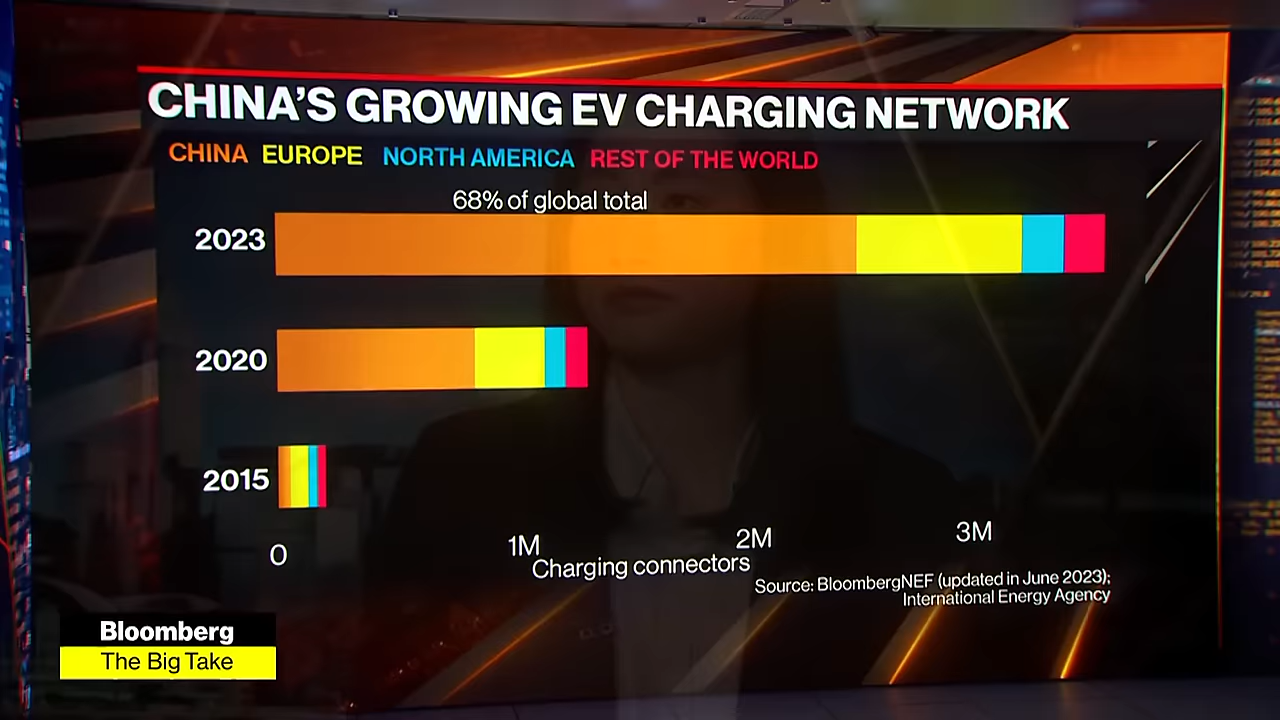 CHINA'S GROWING EV CHARGING NETWORK
CHINA EUROPE NORTH AMERICA REST OF THE WORLD
68% of global total
2023
2020
2015
0 1M 2M 3M
Charging connectors
Source: BloombergNEF (updated in June 2023);
International Energy Agency
Bloomberg
The Big Take